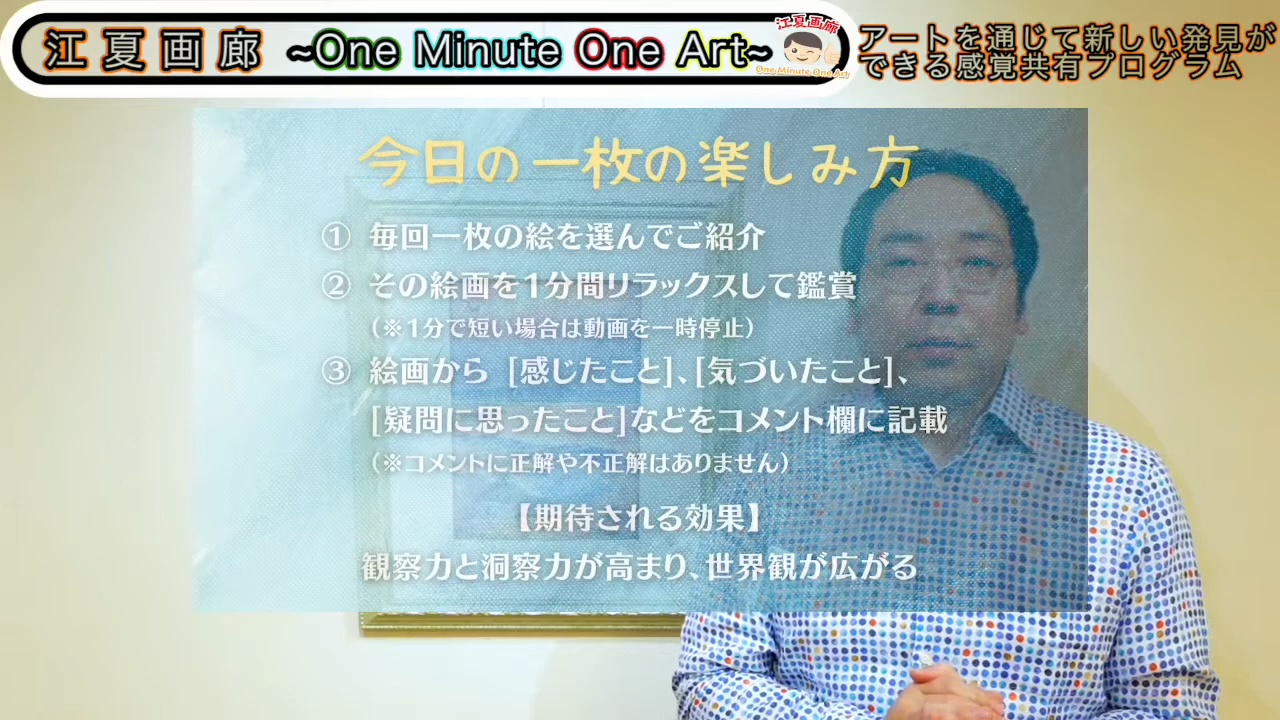 江夏画廊 ~One Minute One Art~
江夏画廊
One Minute One Art
アートを通じて新しい発見が
できる感覚共有プログラム
今日の一枚の楽しみ方
① 毎回一枚の絵を選んでご紹介
② その絵画を1分間リラックスして鑑賞
(※1分で短い場合は動画を一時停止)
③ 絵画から [感じたこと]、[気づいたこと]、
[疑問に思ったこと]などをコメント欄に記載
(※コメントに正解や不正解はありません)
【期待される効果】
観察力と洞察力が高まり、世界観が広がる